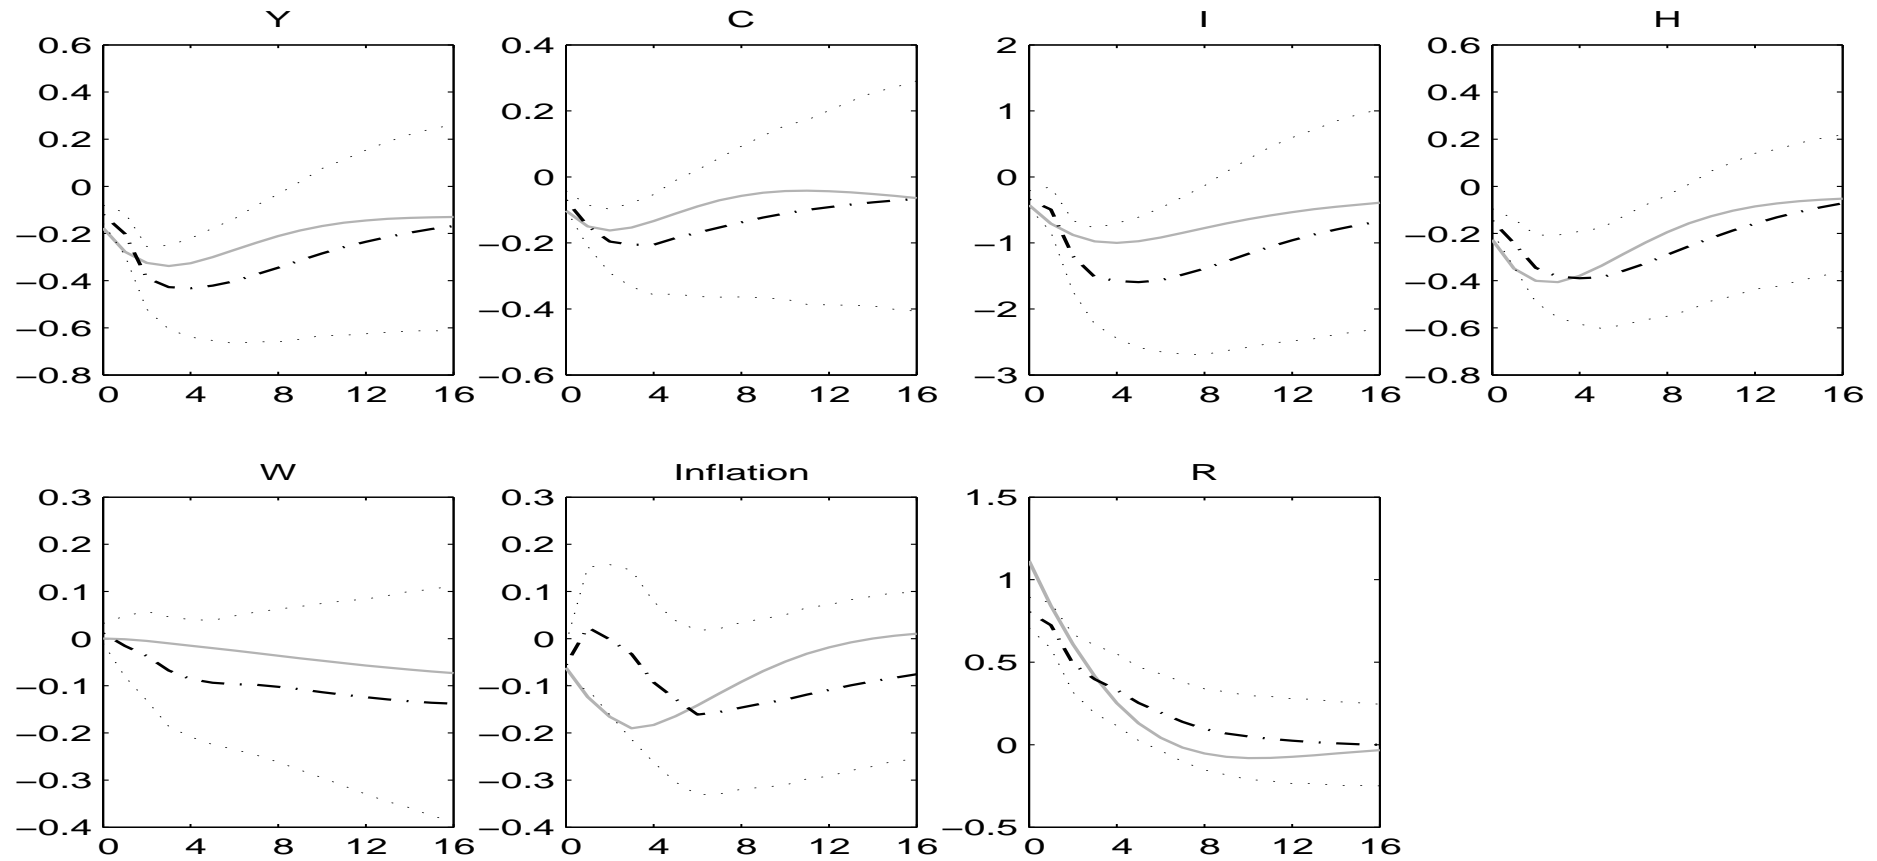 Y C I H
0.6 0.4 2 0.6
0.4 0.2 1 0.4
0.2 0 0 0.2
0 −0.2 −1 0
−0.2 −0.4 −2 −0.2
−0.4 −0.6 −3 −0.4
−0.6 −0.6
−0.8 −0.8
0 4 8 12 16 0 4 8 12 16 0 4 8 12 16 0 4 8 12 16
W Inflation R
0.3 0.3 1.5
0.2 0.2 1
0.1 0.1 0.5
0 0 0
−0.1 −0.1 −0.5
−0.2 −0.2
−0.3 −0.3
−0.4 −0.4
0 4 8 12 16 0 4 8 12 16 0 4 8 12 16